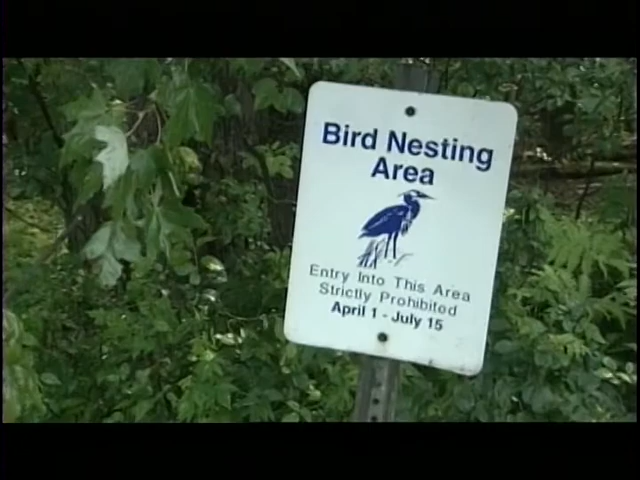 Bird Nesting
Area
Entry Into This Area
Strictly Prohibited
April 1 - July 15